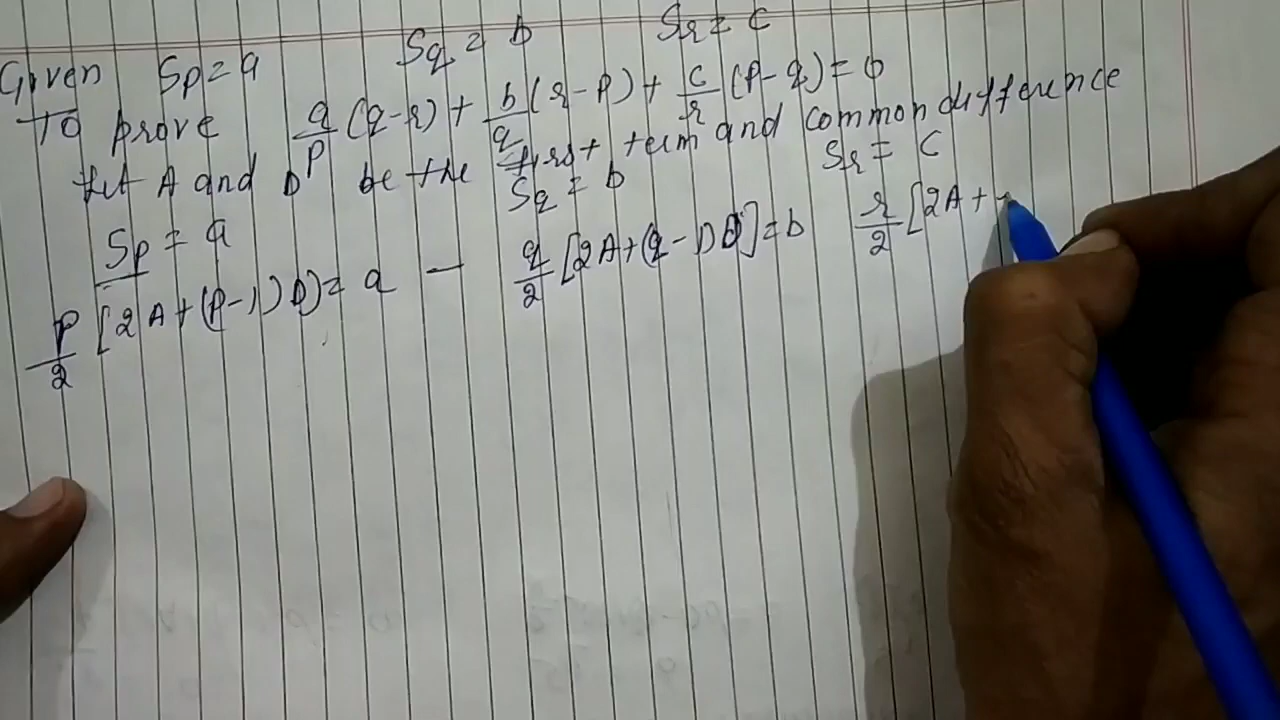 Given Sp = a Sq = b Sr = c
To prove a/p (q-r) + b/q (r-p) + c/r (p-q) = 0
Let A and D be the first term and common difference
Sp = a Sq = b Sr = c
p/2 [2A+(p-1)D] = a - q/2 [2A+(q-1)D] = b r/2 [2A+